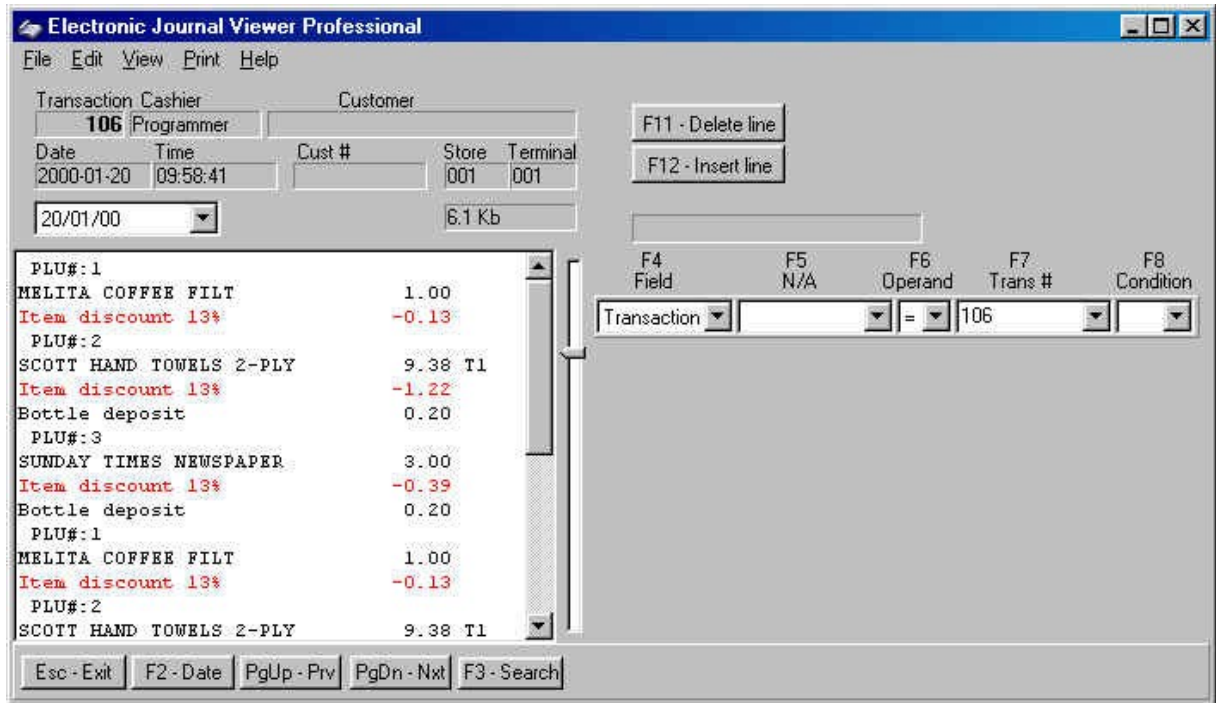 Electronic Journal Viewer Professional
File Edit View Print Help
Transaction Cashier Customer
106 Programmer
Date Time Cust # Store Terminal
2000-01-20 09:58:41 001 001
20/01/00 6.1 Kb
F11 - Delete line
F12 - Insert line
PLU#:1
MELITA COFFEE FILT 1.00
Item discount 13% -0.13
PLU#:2
SCOTT HAND TOWELS 2-PLY 9.38 T1
Item discount 13% -1.22
Bottle deposit 0.20
PLU#:3
SUNDAY TIMES NEWSPAPER 3.00
Item discount 13% -0.39
Bottle deposit 0.20
PLU#:1
MELITA COFFEE FILT 1.00
Item discount 13% -0.13
PLU#:2
SCOTT HAND TOWELS 2-PLY 9.38 T1
F4 F5 F6 F7 F8
Field N/A Operand Trans # Condition
Transaction = 106
Esc - Exit F2 - Date PgUp - Prv PgDn - Nxt F3 - Search